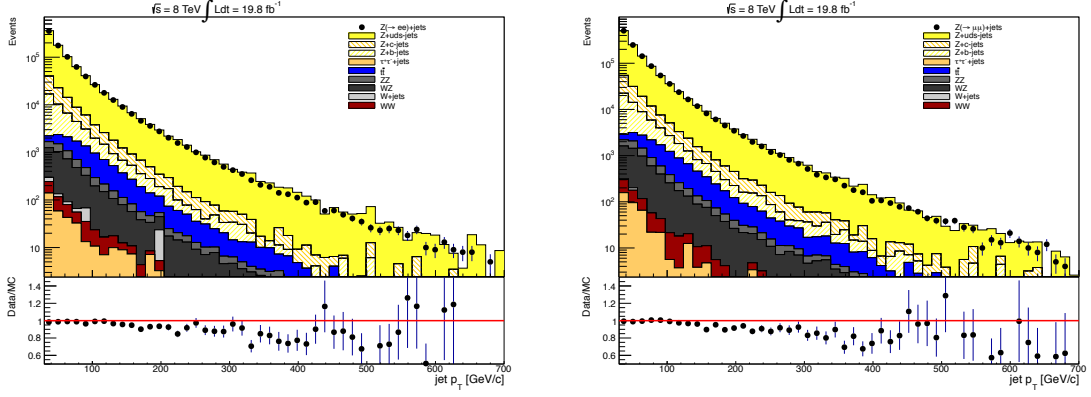 √s = 8 TeV ∫ Ldt = 19.8 fb⁻¹
Events
10⁵
10⁴
10³
10²
10
Z(→ ee)+jets
Z+uds-jets
Z+c-jets
Z+b-jets
τ⁺τ⁻+jets
tt̄
ZZ
WZ
W+jets
WW
Data/MC
1.4
1.2
1
0.8
0.6
100 200 300 400 500 600 700
jet p_T [GeV/c]
√s = 8 TeV ∫ Ldt = 19.8 fb⁻¹
Events
10⁵
10⁴
10³
10²
10
Z(→ μμ)+jets
Z+uds-jets
Z+c-jets
Z+b-jets
τ⁺τ⁻+jets
tt̄
ZZ
WZ
W+jets
WW
Data/MC
1.4
1.2
1
0.8
0.6
100 200 300 400 500 600 700
jet p_T [GeV/c]